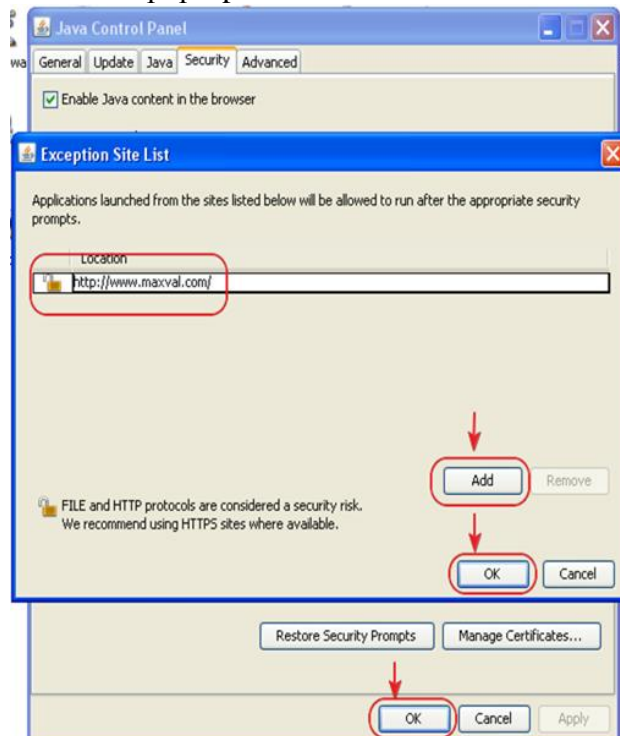 Java Control Panel
General Update Java Security Advanced
Enable Java content in the browser
Exception Site List
Applications launched from the sites listed below will be allowed to run after the appropriate security
prompts.
Location
http://www.maxval.com/
Add Remove
FILE and HTTP protocols are considered a security risk.
We recommend using HTTPS sites where available.
OK Cancel
Restore Security Prompts Manage Certificates...
OK Cancel Apply